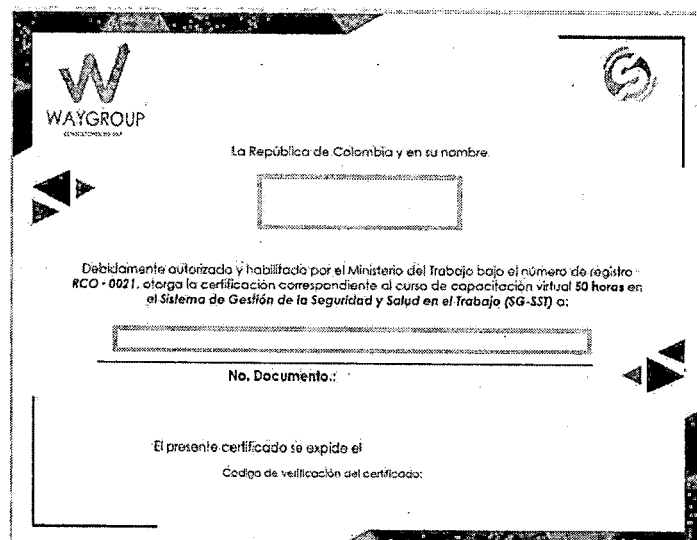 WAYGROUP
La República de Colombia y en su nombre.
Debidamente autorizado y habilitado por el Ministerio del Trabajo bajo el número de registro
RCO - 0021, otorga la certificación correspondiente al curso de capacitación virtual 50 horas en
el Sistema de Gestión de la Seguridad y Salud en el Trabajo (SG-SST) a:
No. Documento.:
El presente certificado se expide el
Codigo de verificación del certificado: